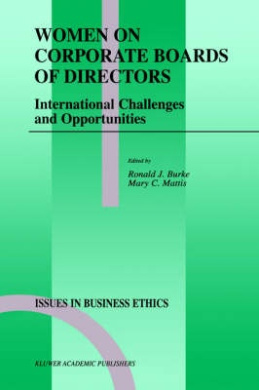 WOMEN ON
CORPORATE BOARDS
OF DIRECTORS
International Challenges
and Opportunities
Edited by
Ronald J. Burke
Mary C. Mattis
ISSUES IN BUSINESS ETHICS
KLUWER ACADEMIC PUBLISHERS